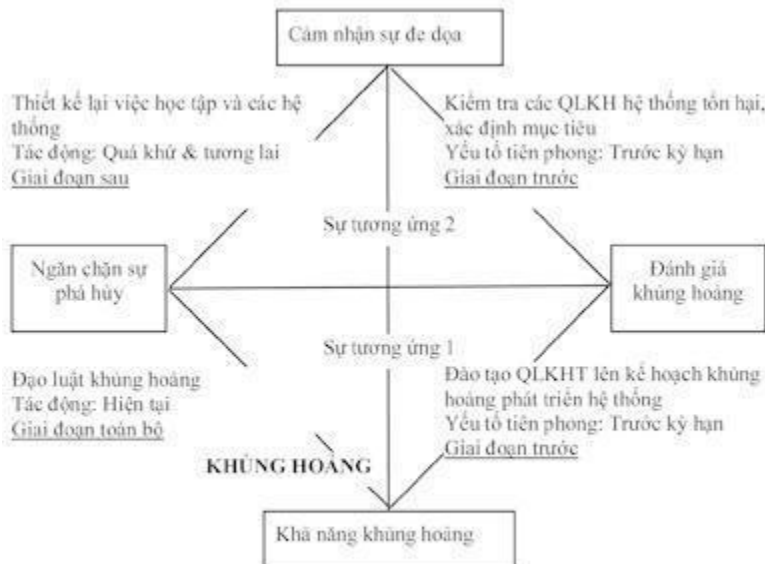 Cảm nhận sự đe dọa
Thiết kế lại việc học tập và các hệ
thống
Tác động: Quá khứ & tương lai
Giai đoạn sau
Kiểm tra các QLKH hệ thống tổn hại,
xác định mục tiêu
Yếu tố tiên phong: Trước kỳ hạn
Giai đoạn trước
Sự tương ứng 2
Ngăn chặn sự
phá hủy
Đánh giá
khủng hoảng
Sự tương ứng 1
Đạo luật khủng hoảng
Tác động: Hiện tại
Giai đoạn toàn bộ
Đào tạo QLKHT lên kế hoạch khủng
hoảng phát triển hệ thống
Yếu tố tiên phong: Trước kỳ hạn
Giai đoạn trước
KHỦNG HOẢNG
Khả năng khủng hoảng